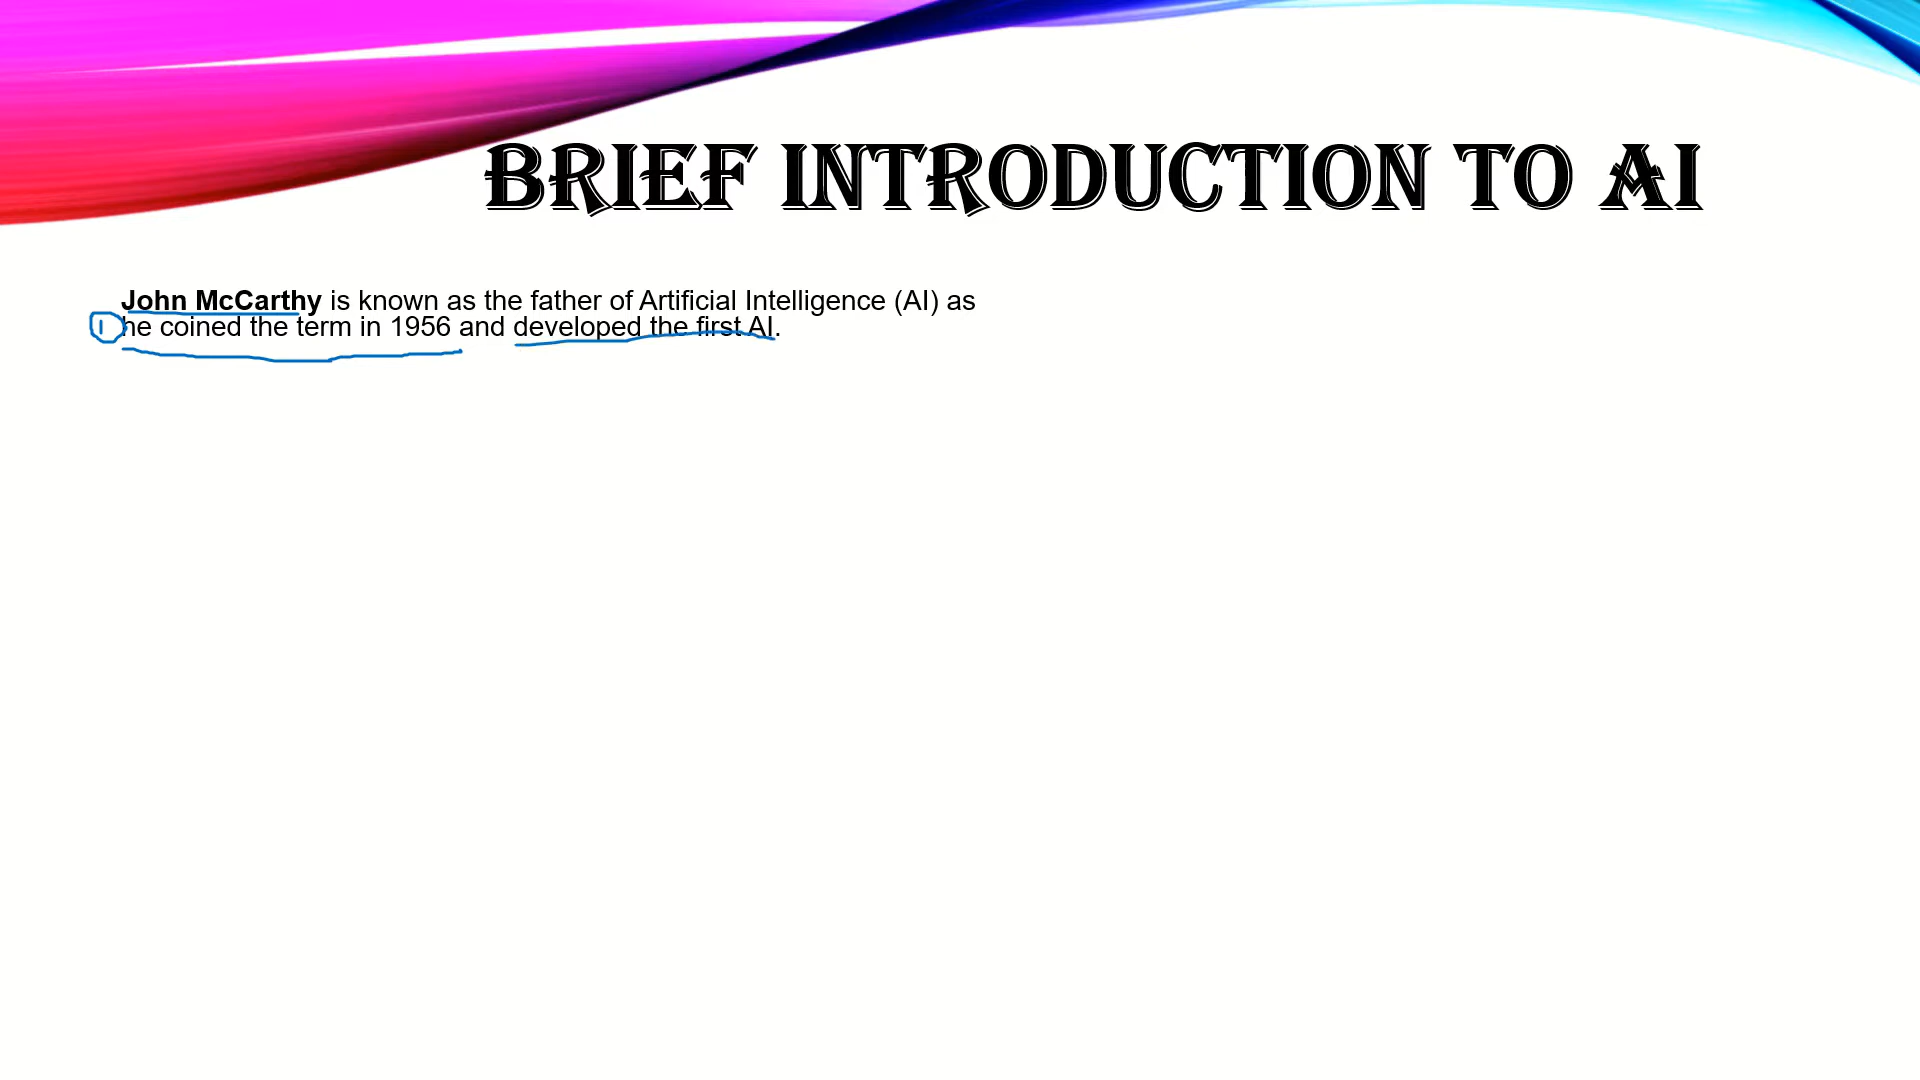 BRIEF INTRODUCTION TO AI
John McCarthy is known as the father of Artificial Intelligence (AI) as
1 he coined the term in 1956 and developed the first AI.